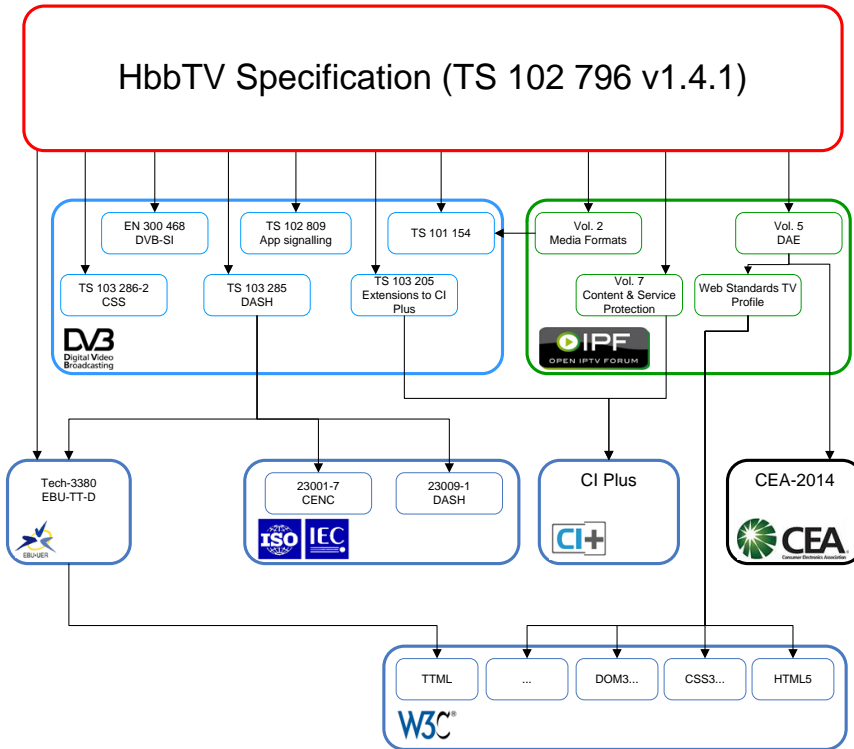 HbbTV Specification (TS 102 796 v1.4.1)
EN 300 468
DVB-SI
TS 102 809
App signalling
TS 101 154
Vol. 2
Media Formats
Vol. 5
DAE
TS 103 286-2
CSS
TS 103 285
DASH
TS 103 205
Extensions to CI
Plus
Vol. 7
Content & Service
Protection
Web Standards TV
Profile
DVB
Digital Video
Broadcasting
IPF
OPEN IPTV FORUM
Tech-3380
EBU-TT-D
EBU·UER
23001-7
CENC
23009-1
DASH
ISO
IEC
CI Plus
CI+
CEA-2014
CEA
Consumer Electronics Association
TTML
...
DOM3...
CSS3...
HTML5
W3C®